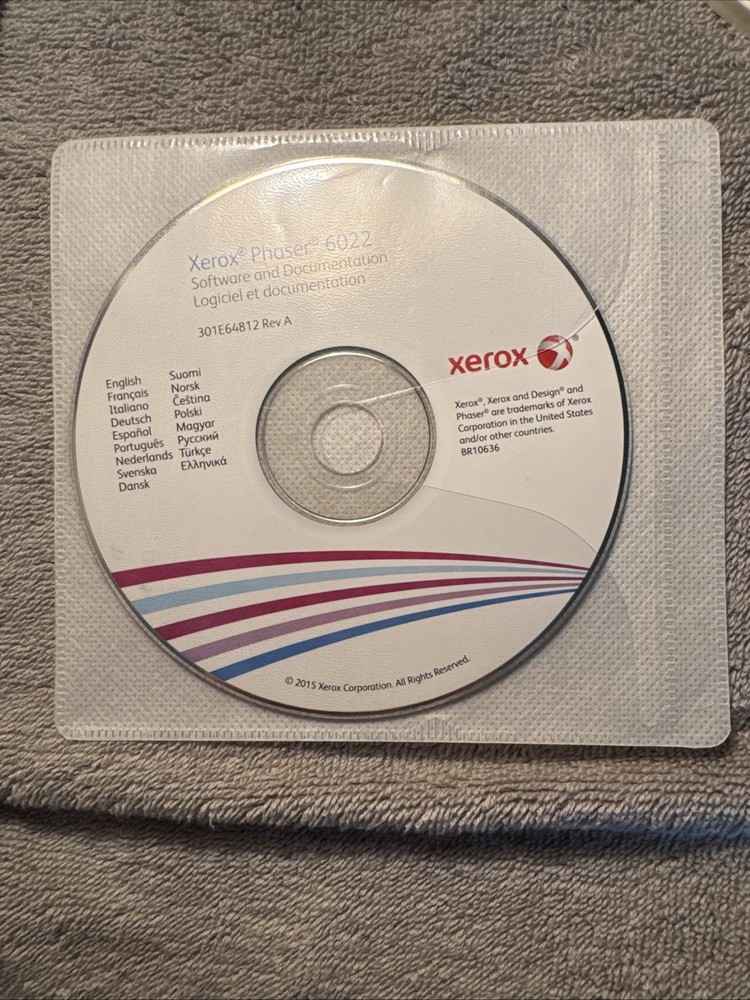 Xerox® Phaser® 6022
Software and Documentation
Logiciel et documentation
301E64812 Rev A
English
Français
Italiano
Deutsch
Español
Português
Nederlands
Svenska
Dansk
Suomi
Norsk
Čeština
Polski
Magyar
Русский
Türkçe
Ελληνικά
xerox®
Xerox®, Xerox and Design® and
Phaser® are trademarks of Xerox
Corporation in the United States
and/or other countries.
BR10636
© 2015 Xerox Corporation. All Rights Reserved.